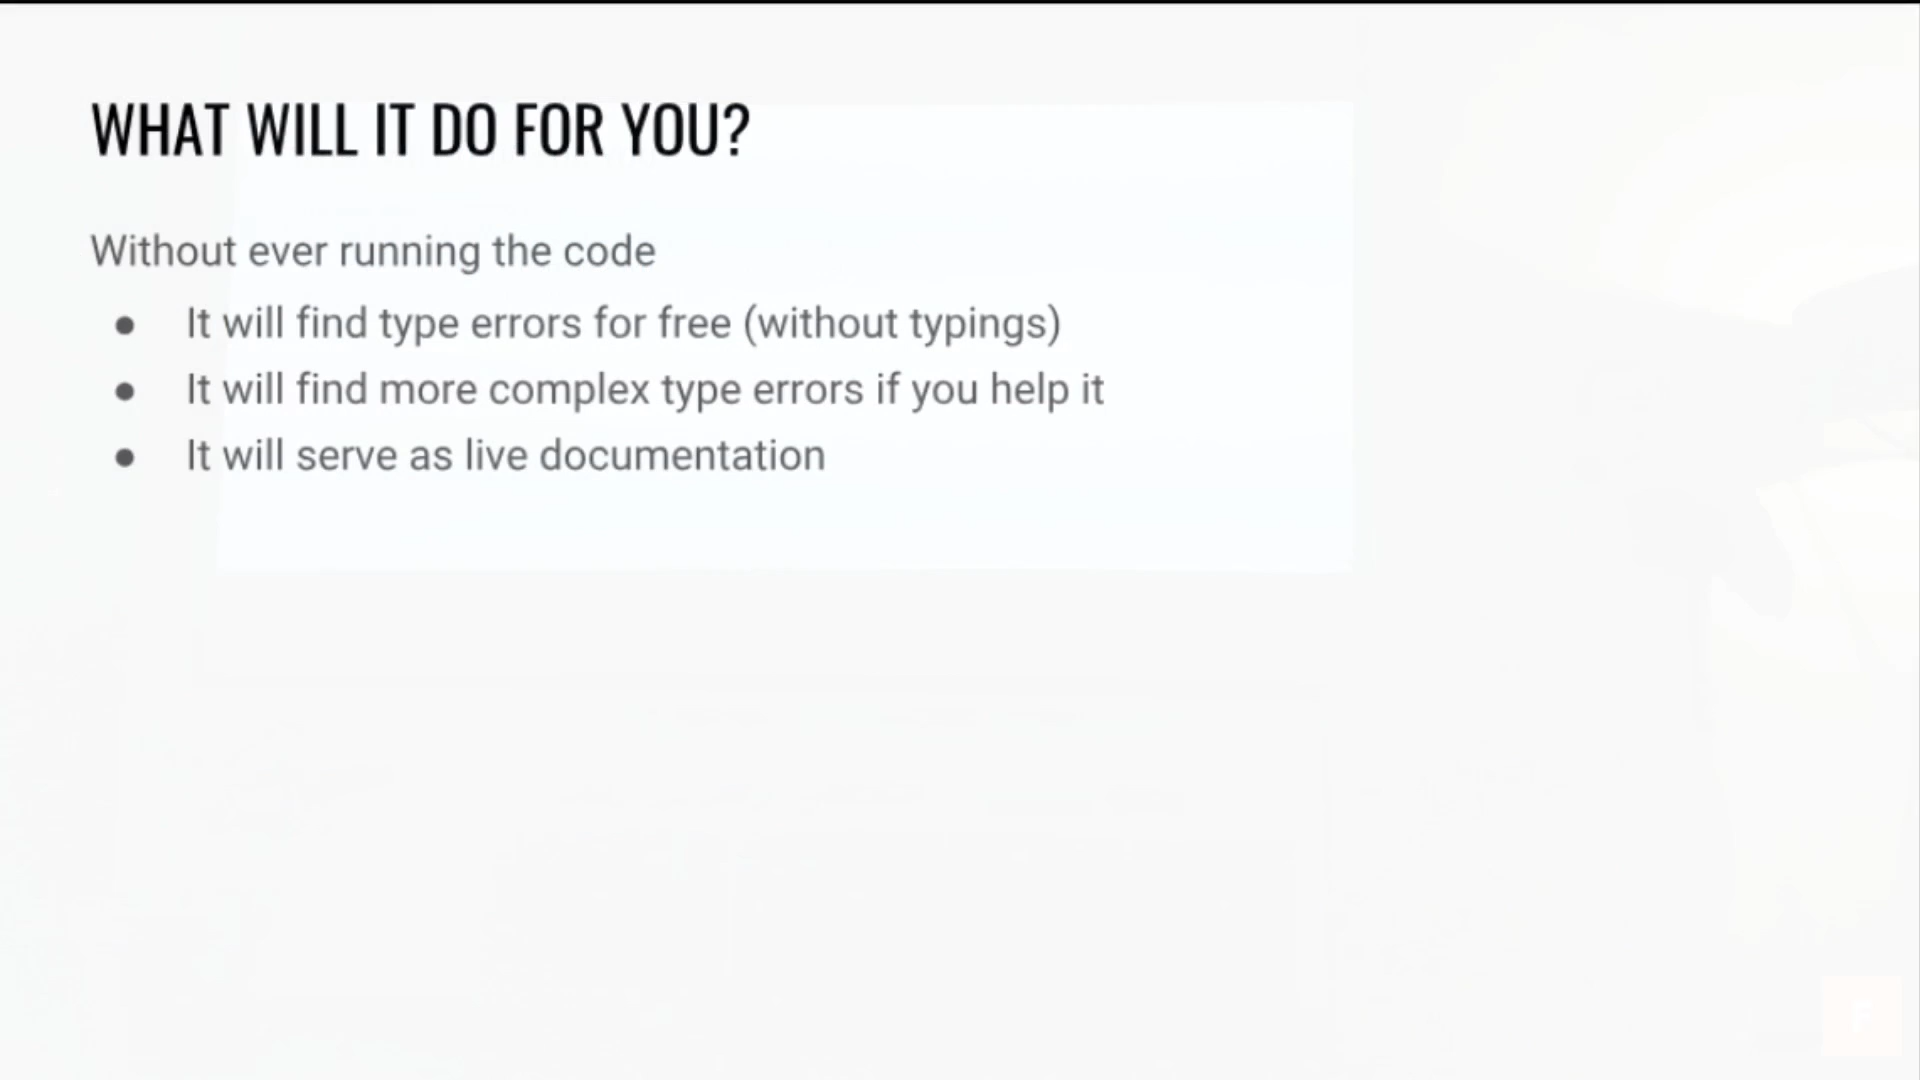 WHAT WILL IT DO FOR YOU?
Without ever running the code
● It will find type errors for free (without typings)
● It will find more complex type errors if you help it
● It will serve as live documentation